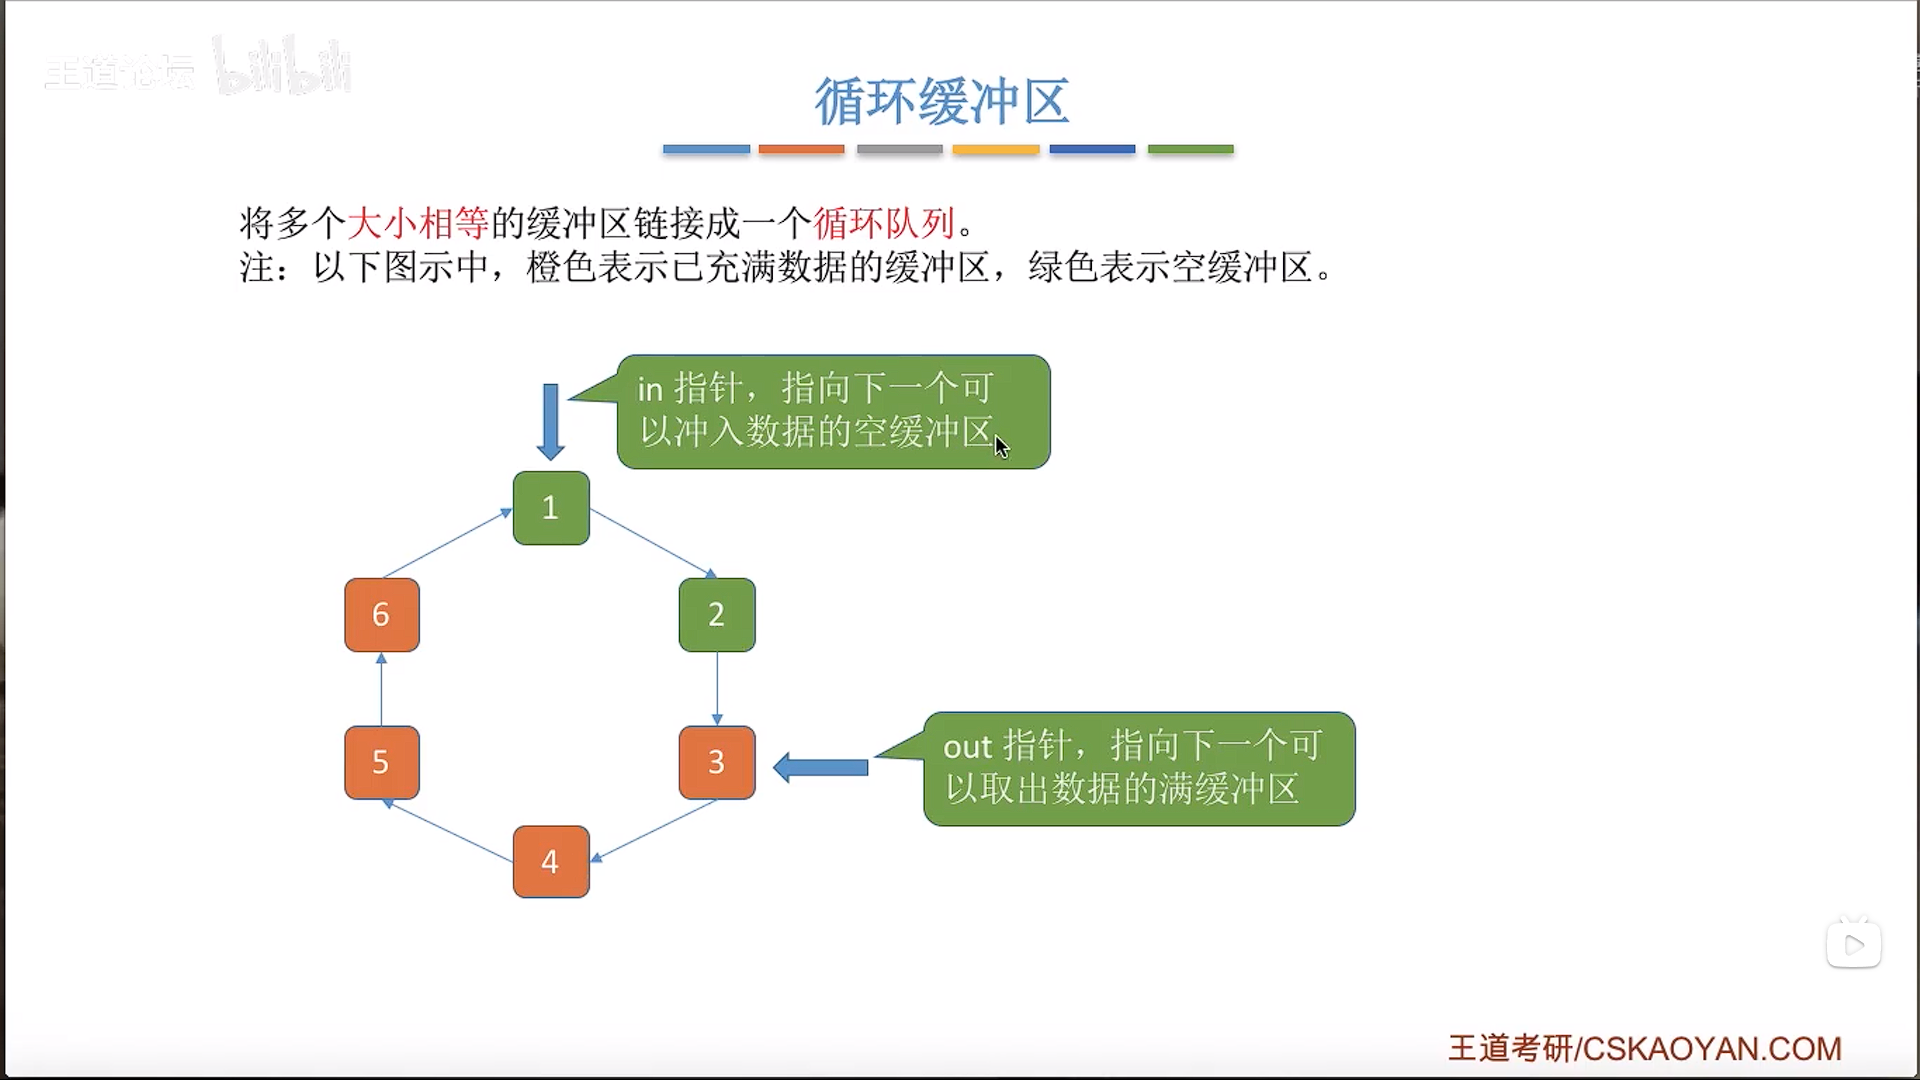 王道论坛 bilibili
循环缓冲区
将多个大小相等的缓冲区链接成一个循环队列。
注：以下图示中，橙色表示已充满数据的缓冲区，绿色表示空缓冲区。
in 指针，指向下一个可
以冲入数据的空缓冲区
1
6
2
5
3
out 指针，指向下一个可
以取出数据的满缓冲区
4
王道考研/CSKAOYAN.COM